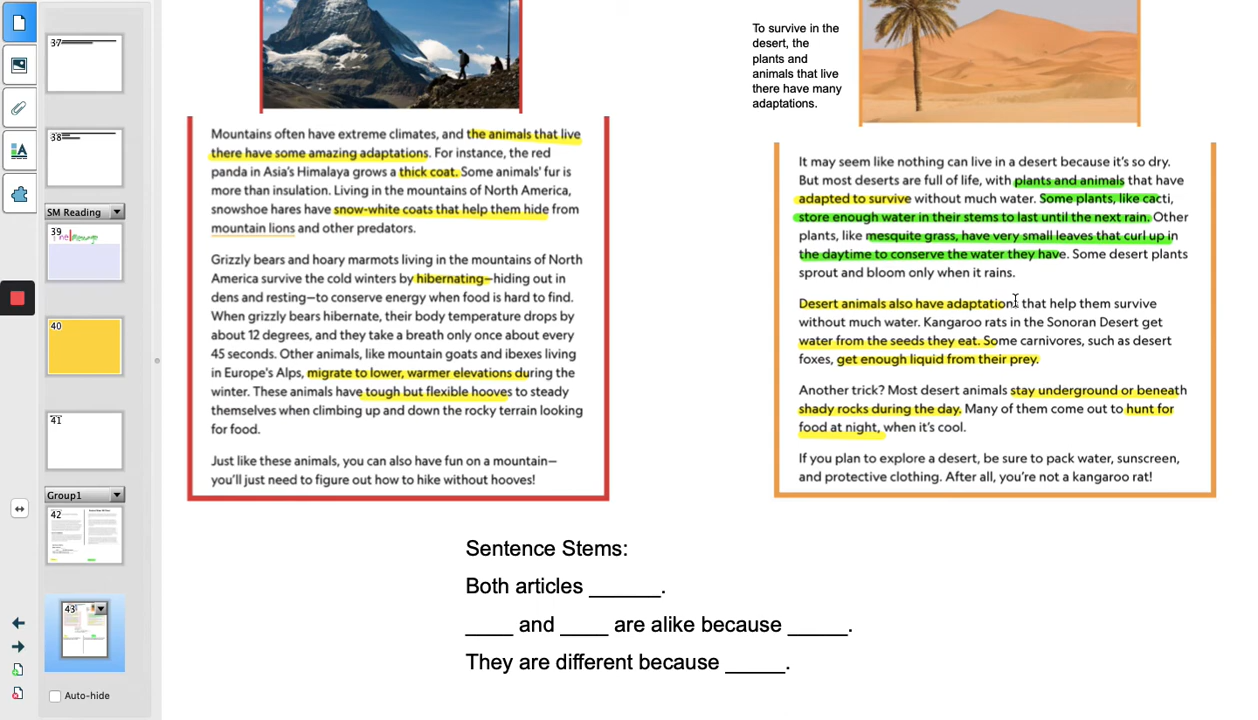 37
38
SM Reading
39
40
41
Group1
42
43
Auto-hide
Mountains often have extreme climates, and the animals that live
there have some amazing adaptations. For instance, the red
panda in Asia's Himalaya grows a thick coat. Some animals' fur is
more than insulation. Living in the mountains of North America,
snowshoe hares have snow-white coats that help them hide from
mountain lions and other predators.
Grizzly bears and hoary marmots living in the mountains of North
America survive the cold winters by hibernating—hiding out in
dens and resting—to conserve energy when food is hard to find.
When grizzly bears hibernate, their body temperature drops by
about 12 degrees, and they take a breath only once about every
45 seconds. Other animals, like mountain goats and ibexes living
in Europe's Alps, migrate to lower, warmer elevations during the
winter. These animals have tough but flexible hooves to steady
themselves when climbing up and down the rocky terrain looking
for food.
Just like these animals, you can also have fun on a mountain—
you'll just need to figure out how to hike without hooves!
To survive in the
desert, the
plants and
animals that live
there have many
adaptations.
It may seem like nothing can live in a desert because it's so dry.
But most deserts are full of life, with plants and animals that have
adapted to survive without much water. Some plants, like cacti,
store enough water in their stems to last until the next rain. Other
plants, like mesquite grass, have very small leaves that curl up in
the daytime to conserve the water they have. Some desert plants
sprout and bloom only when it rains.
Desert animals also have adaptations that help them survive
without much water. Kangaroo rats in the Sonoran Desert get
water from the seeds they eat. Some carnivores, such as desert
foxes, get enough liquid from their prey.
Another trick? Most desert animals stay underground or beneath
shady rocks during the day. Many of them come out to hunt for
food at night, when it's cool.
If you plan to explore a desert, be sure to pack water, sunscreen,
and protective clothing. After all, you're not a kangaroo rat!
Sentence Stems:
Both articles ______.
____ and ____ are alike because _____.
They are different because _____.